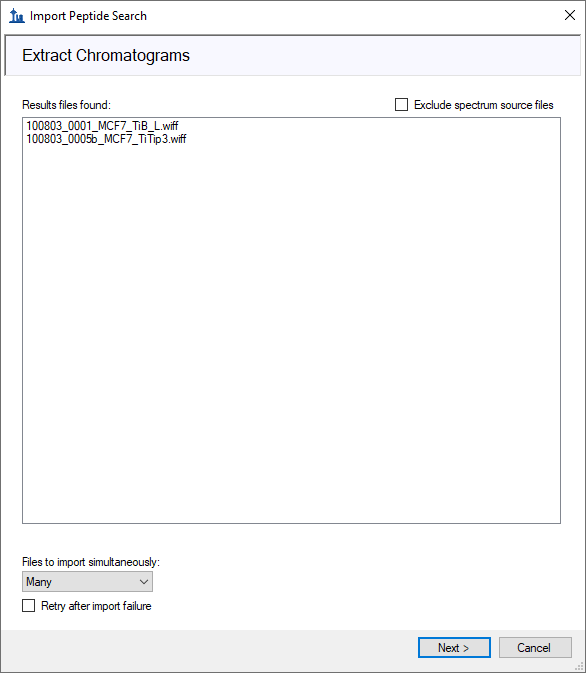 Import Peptide Search
Extract Chromatograms
Results files found:
Exclude spectrum source files
100803_0001_MCF7_TiB_L.wiff
100803_0005b_MCF7_TiTip3.wiff
Files to import simultaneously:
Many
Retry after import failure
Next >
Cancel